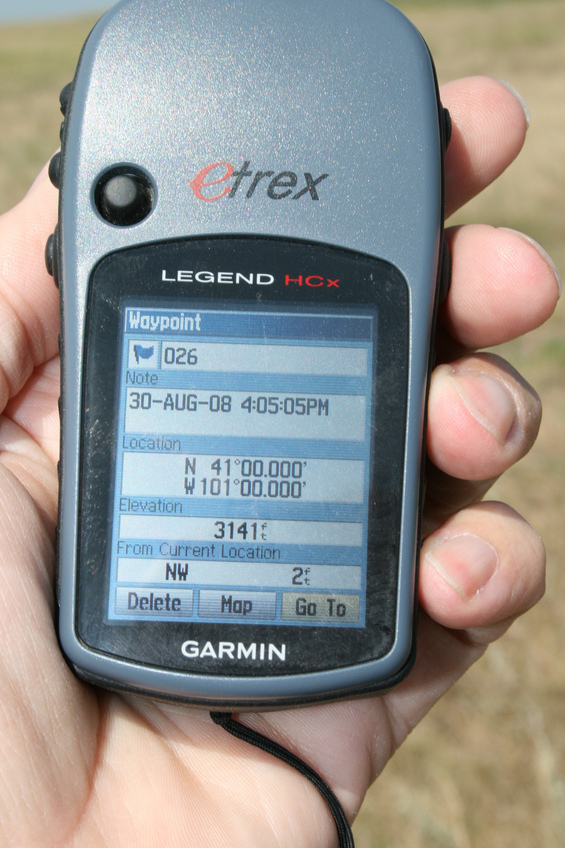 etrex
LEGEND HCx
Waypoint
026
Note
30-AUG-08 4:05:05PM
Location
N 41°00.000'
W101°00.000'
Elevation
3141ft
From Current Location
NW 2ft
Delete Map Go To
GARMIN